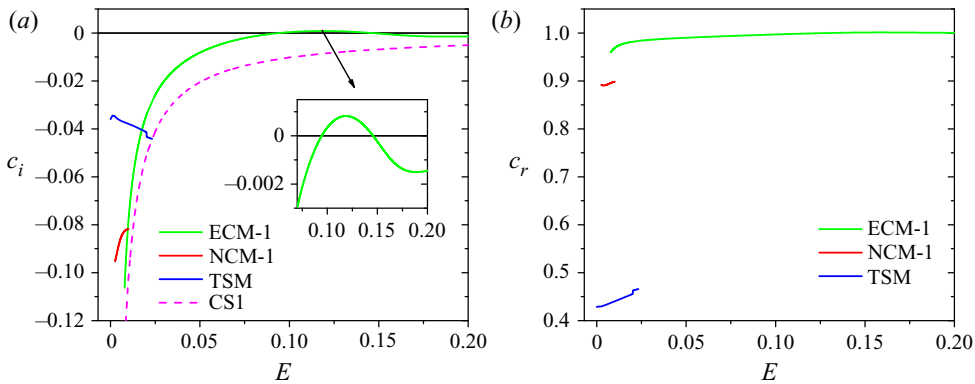 (a)
0
–0.02
–0.04
–0.06
–0.08
–0.10
–0.12
c_i
0
0.05
0.10
0.15
0.20
E
ECM-1
NCM-1
TSM
CS1
0
–0.002
0.10
0.15
0.20
(b)
1.0
0.9
0.8
0.7
0.6
0.5
0.4
c_r
0
0.05
0.10
0.15
0.20
E
ECM-1
NCM-1
TSM